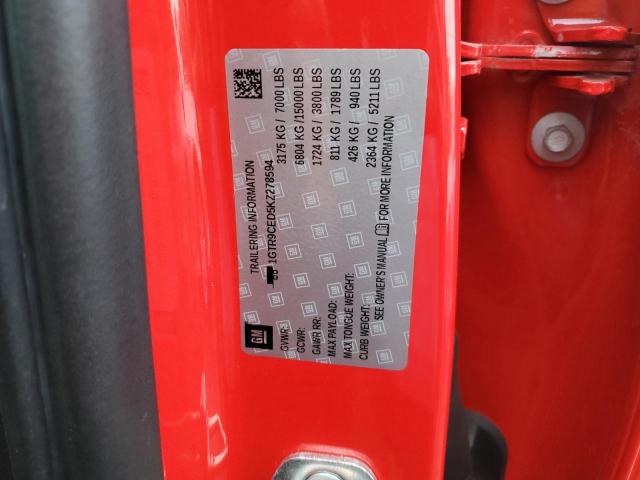 TRAILERING INFORMATION
1GTR9CED5KZ278594
GM
GVWR: 3175 KG / 7000 LBS
GCWR: 6804 KG /15000 LBS
GAWR RR: 1724 KG / 3800 LBS
MAX PAYLOAD: 811 KG / 1789 LBS
MAX TONGUE WEIGHT: 426 KG / 940 LBS
CURB WEIGHT: 2364 KG / 5211 LBS
SEE OWNER'S MANUAL FOR MORE INFORMATION